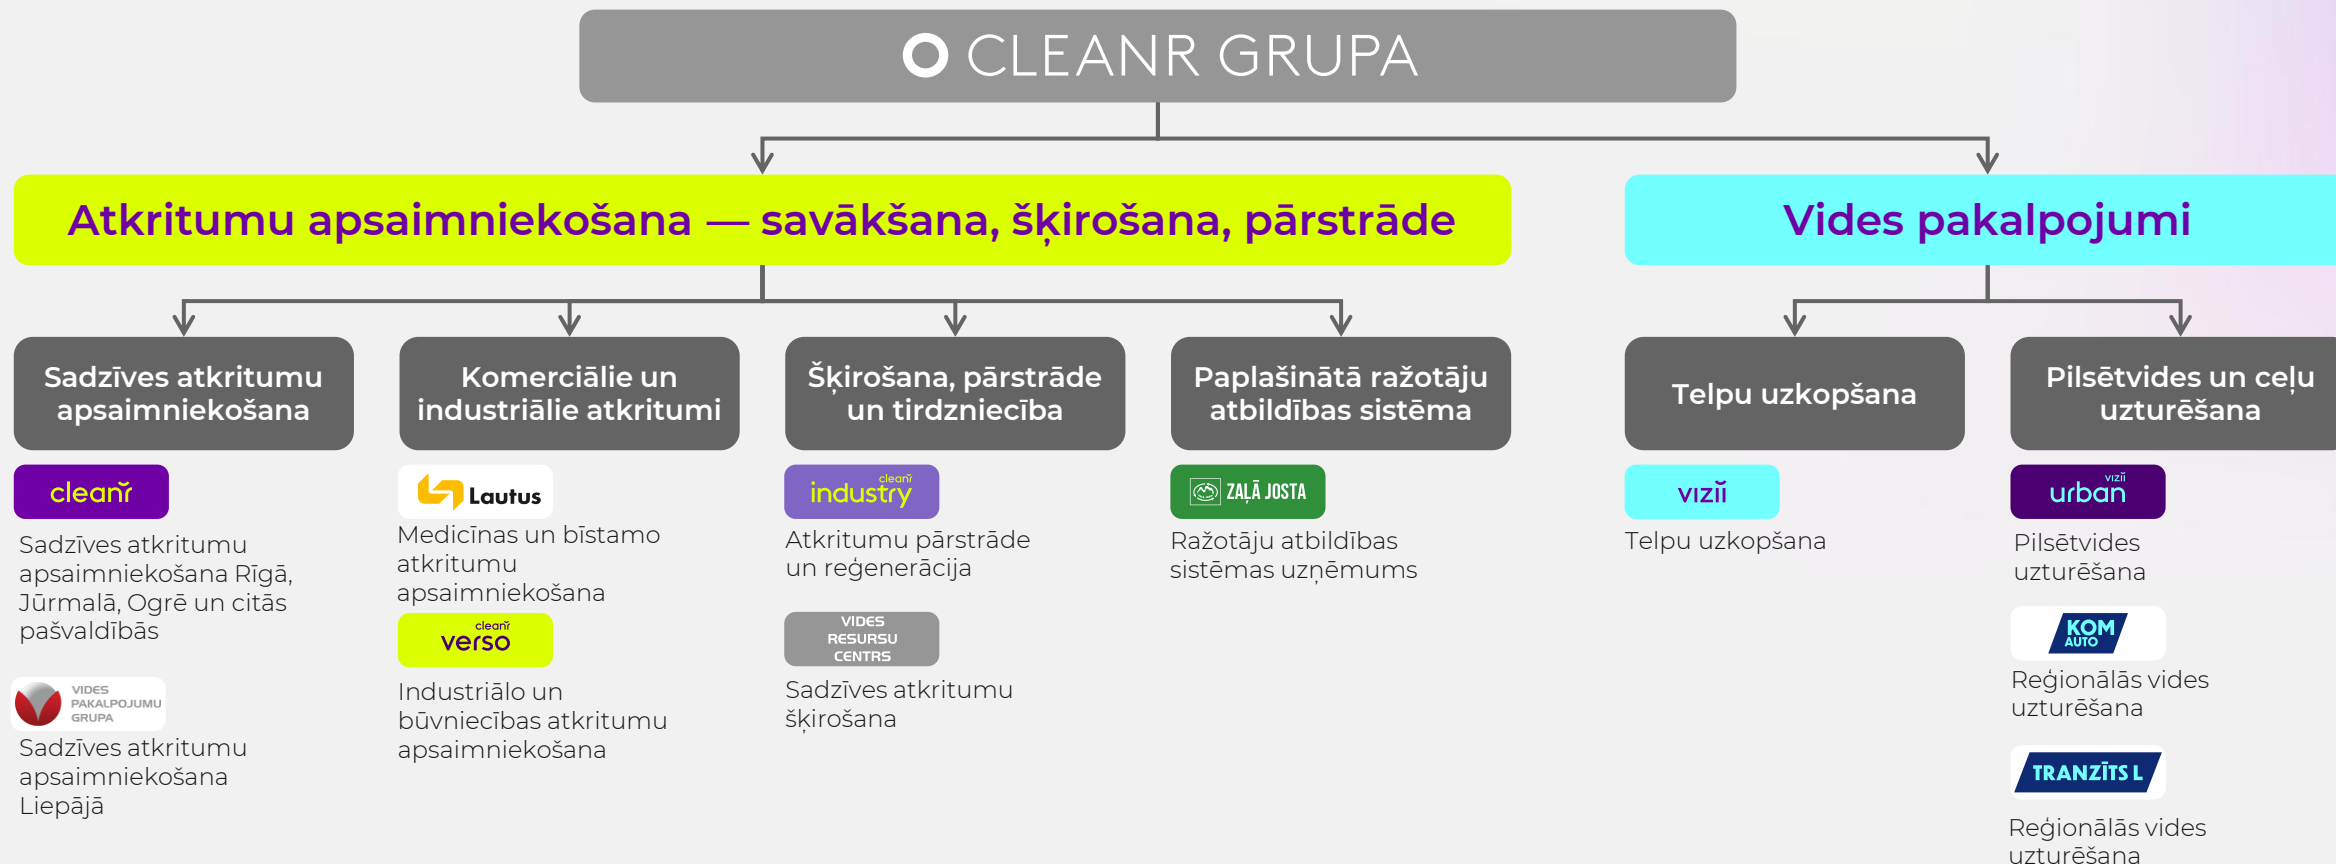 CLEANR GRUPA
Atkritumu apsaimniekošana — savākšana, šķirošana, pārstrāde
Vides pakalpojumi
Sadzīves atkritumu
apsaimniekošana
Komerciālie un
industriālie atkritumi
Šķirošana, pārstrāde
un tirdzniecība
Paplašinātā ražotāju
atbildības sistēma
Telpu uzkopšana
Pilsētvides un ceļu
uzturēšana
cleanr
Sadzīves atkritumu
apsaimniekošana Rīgā,
Jūrmalā, Ogrē un citās
pašvaldībās
VIDES
PAKALPOJUMU
GRUPA
Sadzīves atkritumu
apsaimniekošana
Liepājā
Lautus
Medicīnas un bīstamo
atkritumu
apsaimniekošana
cleanr
verso
Industriālo un
būvniecības atkritumu
apsaimniekošana
cleanr
industry
Atkritumu pārstrāde
un reģenerācija
VIDES
RESURSU
CENTRS
Sadzīves atkritumu
šķirošana
ZAĻĀ JOSTA
Ražotāju atbildības
sistēmas uzņēmums
vizii
Telpu uzkopšana
vizii
urban
Pilsētvides
uzturēšana
KOM
AUTO
Reģionālās vides
uzturēšana
TRANZĪTS L
Reģionālās vides
uzturēšana